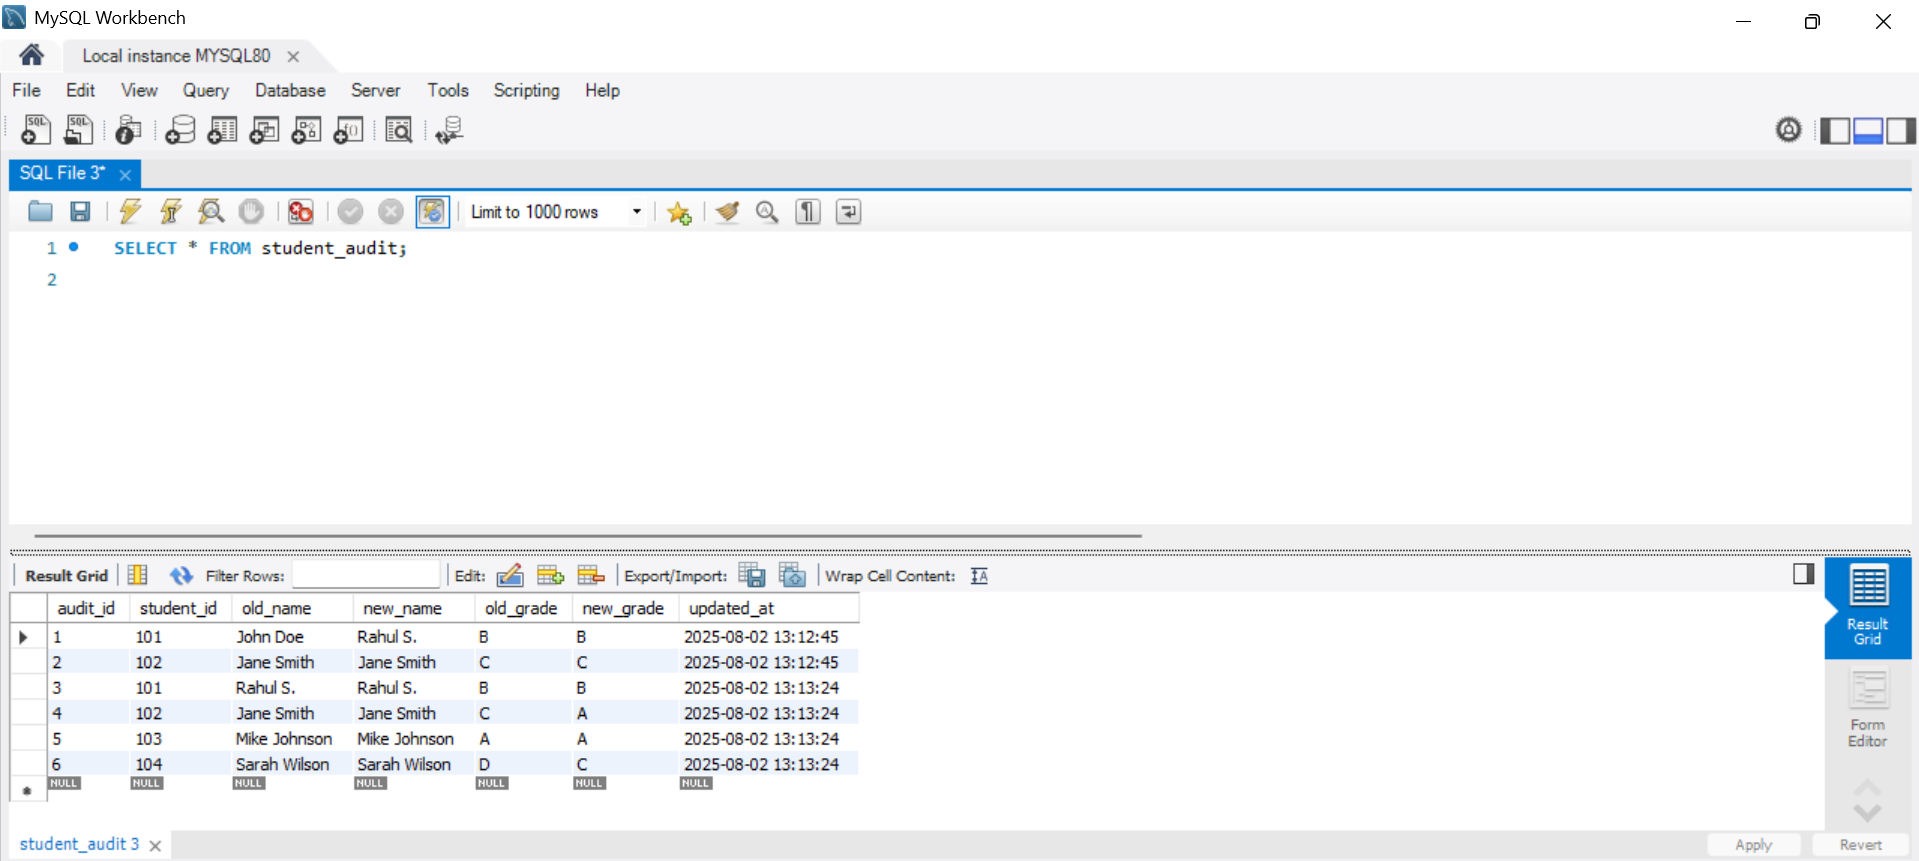 MySQL Workbench
Local instance MYSQL80
File Edit View Query Database Server Tools Scripting Help
SQL SQL
SQL File 3*
Limit to 1000 rows
1 SELECT * FROM student_audit;
2
Result Grid Filter Rows: Edit: Export/Import: Wrap Cell Content:
audit_id student_id old_name new_name old_grade new_grade updated_at
1 101 John Doe Rahul S. B B 2025-08-02 13:12:45
2 102 Jane Smith Jane Smith C C 2025-08-02 13:12:45
3 101 Rahul S. Rahul S. B B 2025-08-02 13:13:24
4 102 Jane Smith Jane Smith C A 2025-08-02 13:13:24
5 103 Mike Johnson Mike Johnson A A 2025-08-02 13:13:24
6 104 Sarah Wilson Sarah Wilson D C 2025-08-02 13:13:24
NULL NULL NULL NULL NULL NULL NULL
Result
Grid
Form
Editor
student_audit 3
Apply Revert